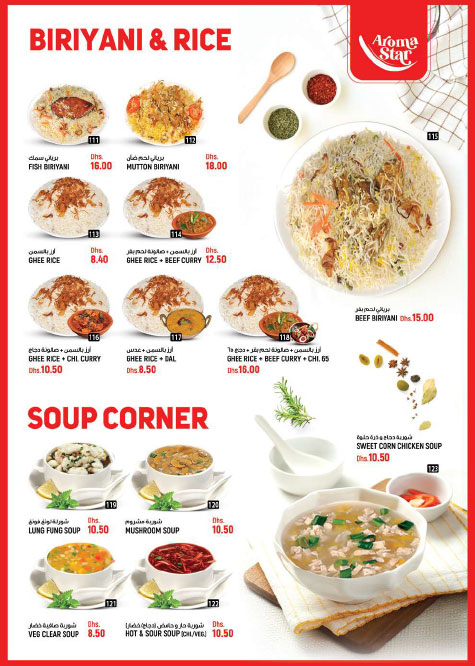 BIRIYANI & RICE
Aroma
Star
111
112
115
برياني سمك
Dhs.
FISH BIRIYANI 16.00
برياني لحم ضأن
Dhs.
MUTTON BIRIYANI 18.00
113
114
أرز بالسمن
Dhs.
GHEE RICE 8.40
أرز بالسمن + صالونة لحم بقر
Dhs.
GHEE RICE + BEEF CURRY 12.50
برياني لحم بقر
BEEF BIRIYANI Dhs.15.00
116
117
118
أرز بالسمن + صالونة دجاج
GHEE RICE + CHI. CURRY
Dhs.10.50
أرز بالسمن + عدس
GHEE RICE + DAL
Dhs.8.50
أرز بالسمن + صالونة لحم بقر + دجاج ٦٥
GHEE RICE + BEEF CURRY + CHI. 65
Dhs.16.00
SOUP CORNER
شوربة دجاج و ذرة حلوة
SWEET CORN CHICKEN SOUP
Dhs.10.50
123
119
120
شوربة لونق فونق
Dhs.
LUNG FUNG SOUP 10.50
شوربة مشروم
Dhs.
MUSHROOM SOUP 10.50
121
122
شوربة صافية خضار
Dhs.
VEG CLEAR SOUP 8.50
شوربة حار و حامض (دجاج/خضار)
Dhs.
HOT & SOUR SOUP (CHI./VEG.) 10.50